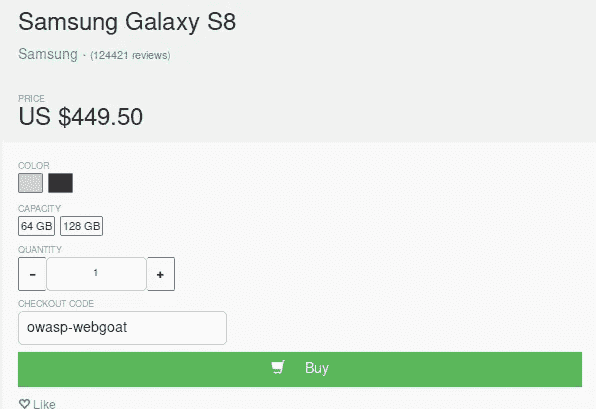 Samsung Galaxy S8
Samsung · (124421 reviews)
PRICE
US $449.50
COLOR
CAPACITY
64 GB 128 GB
QUANTITY
- 1 +
CHECKOUT CODE
owasp-webgoat
Buy
Like